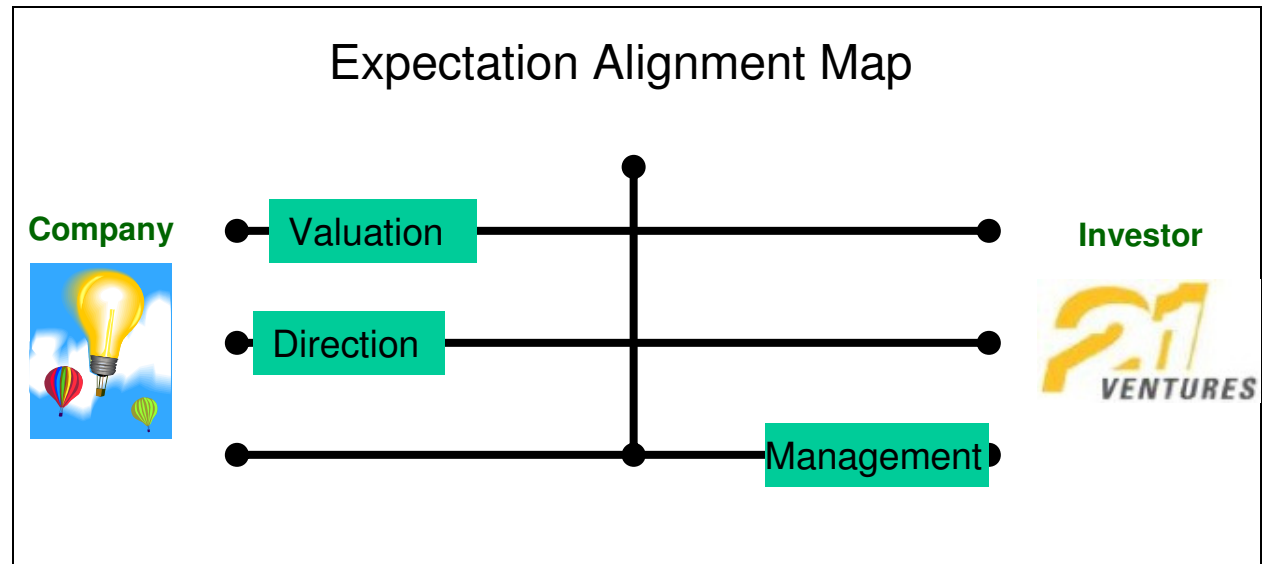 Expectation Alignment Map
Company
Valuation
Investor
Direction
21
VENTURES
Management